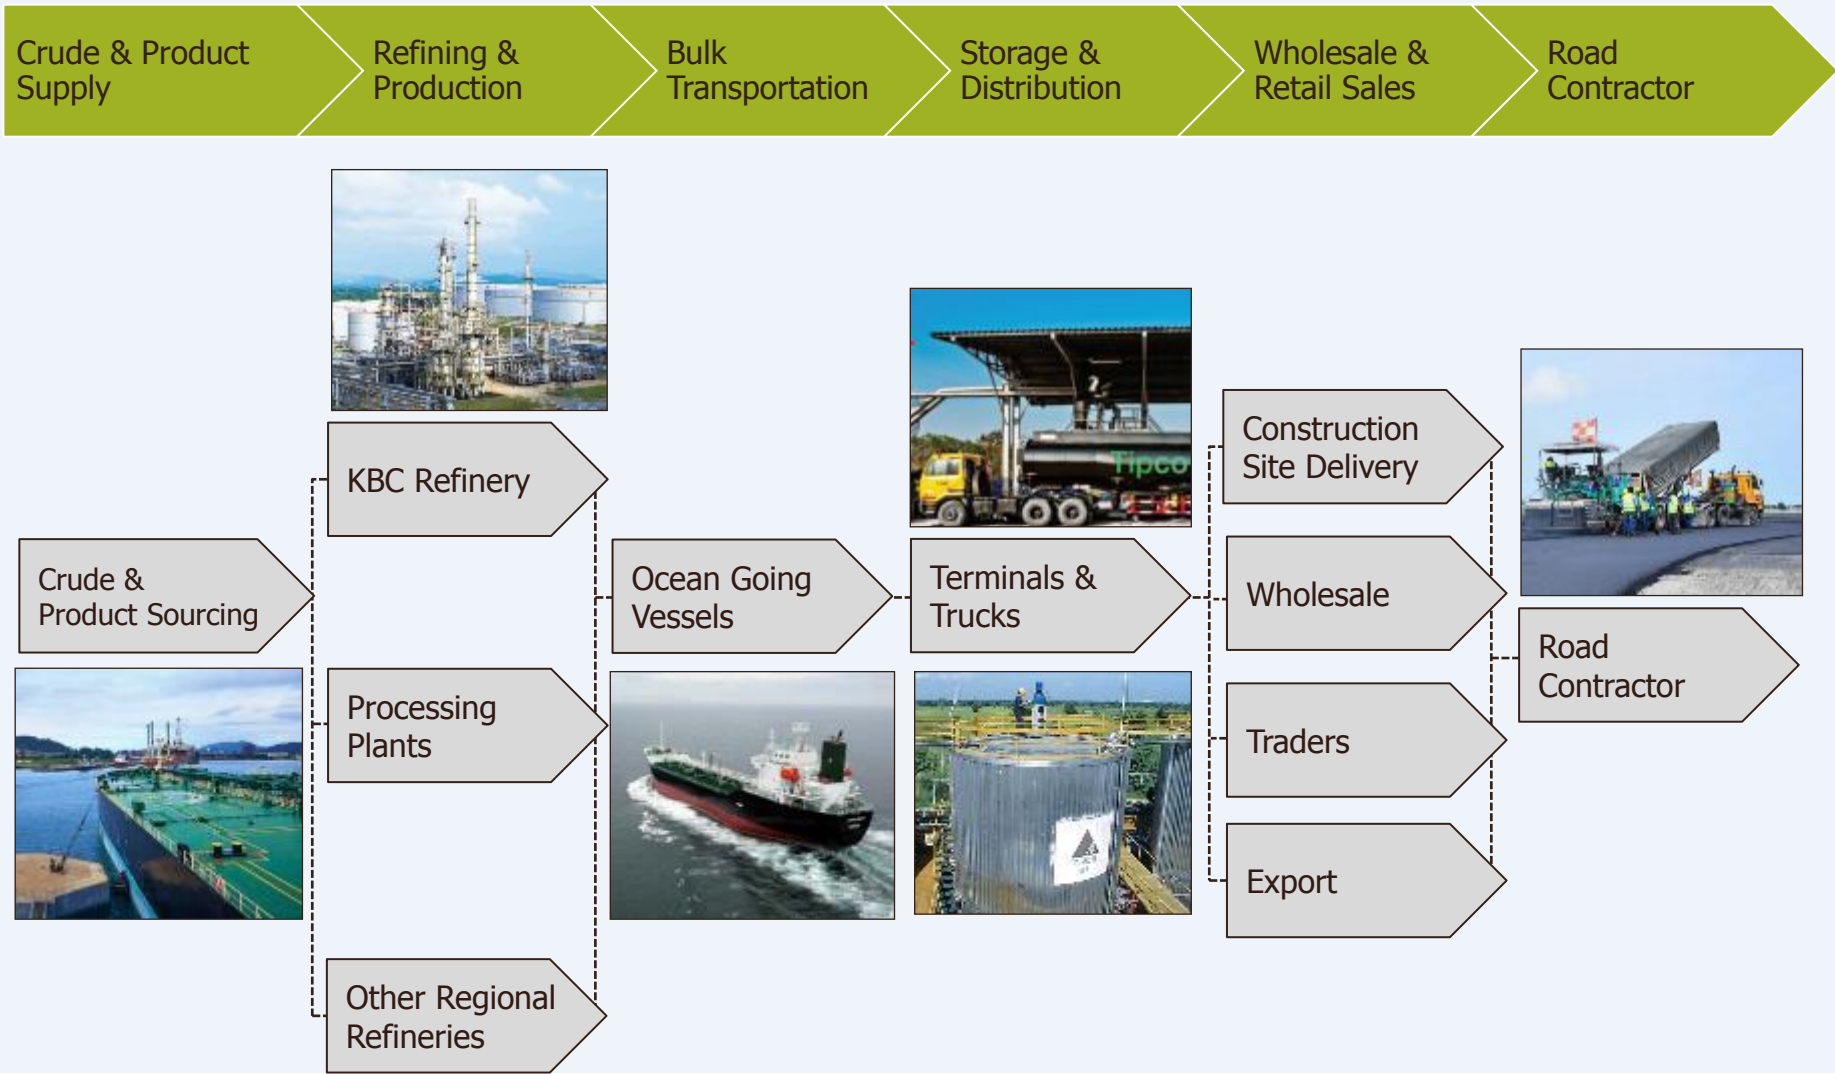 Crude & Product
Supply
Refining &
Production
Bulk
Transportation
Storage &
Distribution
Wholesale &
Retail Sales
Road
Contractor
KBC Refinery
Crude &
Product Sourcing
Processing
Plants
Other Regional
Refineries
Ocean Going
Vessels
Tipco
Terminals &
Trucks
Construction
Site Delivery
Wholesale
Traders
Export
Road
Contractor